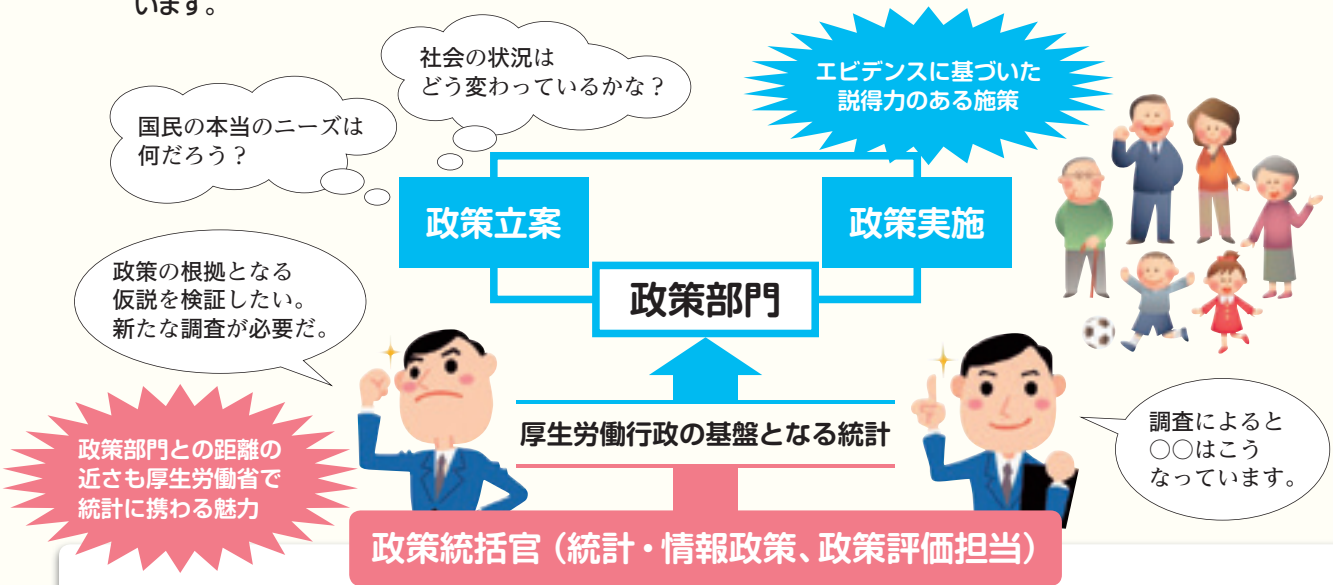 います。
社会の状況は
どう変わっているかな？
エビデンスに基づいた
説得力のある施策
国民の本当のニーズは
何だろう？
政策立案
政策実施
政策の根拠となる
仮説を検証したい。
新たな調査が必要だ。
政策部門
政策部門との距離の
近さも厚生労働省で
統計に携わる魅力
厚生労働行政の基盤となる統計
調査によると
○○はこう
なっています。
政策統括官（統計・情報政策、政策評価担当）